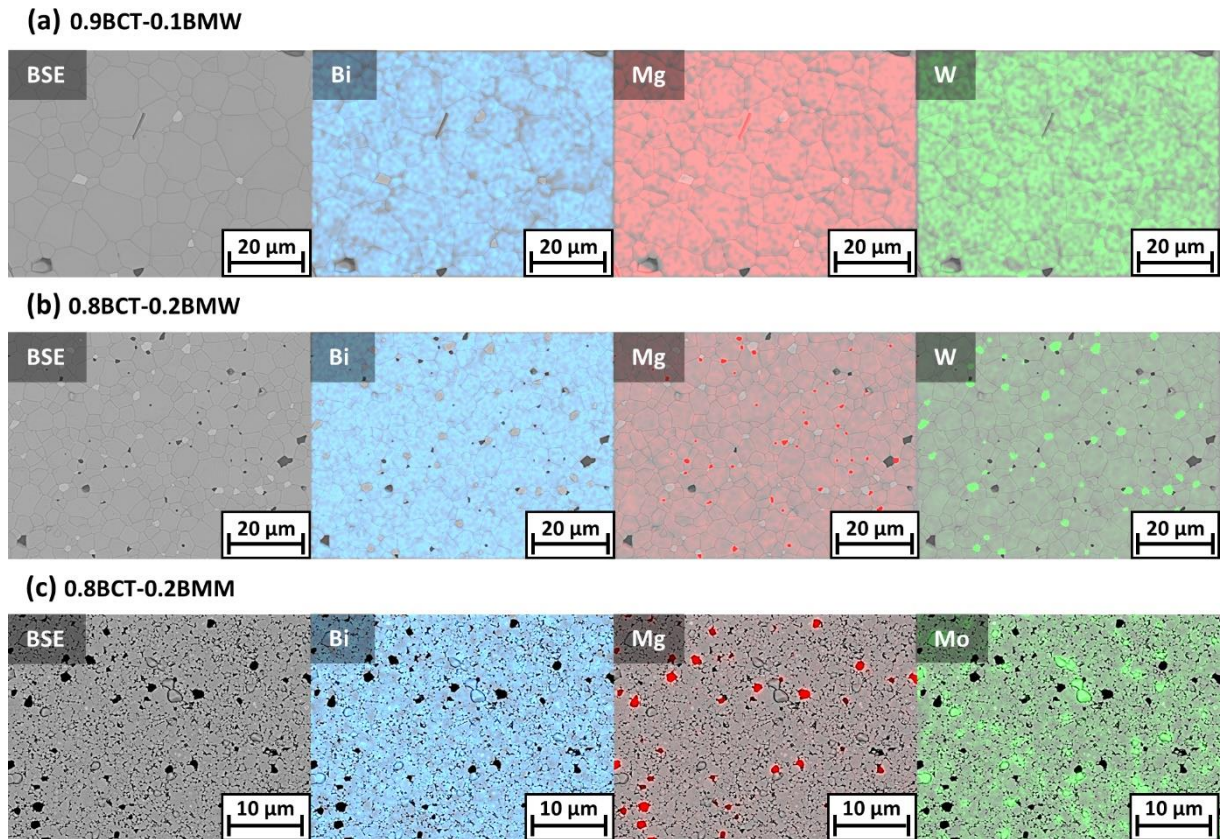 (a) 0.9BCT-0.1BMW
BSE
Bi
Mg
W
20 µm
20 µm
20 µm
20 µm
(b) 0.8BCT-0.2BMW
BSE
Bi
Mg
W
20 µm
20 µm
20 µm
20 µm
(c) 0.8BCT-0.2BMM
BSE
Bi
Mg
Mo
10 µm
10 µm
10 µm
10 µm